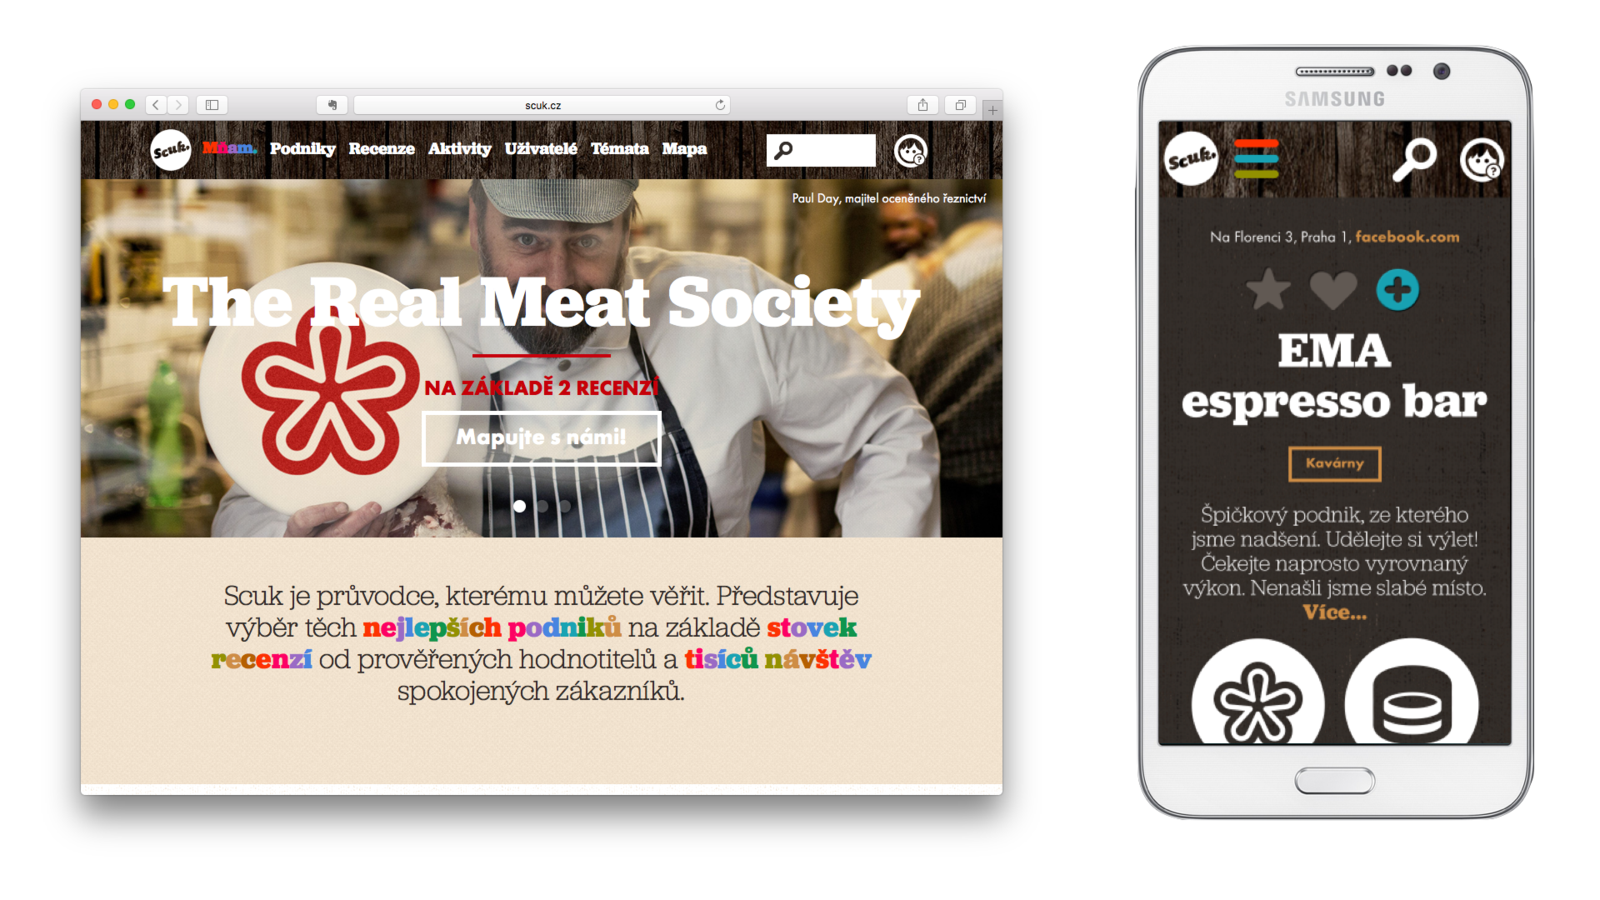 scuk.cz
Scuk. Mňam. Podniky Recenze Aktivity Uživatelé Témata Mapa
Paul Day, majitel oceněného řeznictví
The Real Meat Society
NA ZÁKLADĚ 2 RECENZÍ
Mapujte s námi!
Scuk je průvodce, kterému můžete věřit. Představuje
výběr těch nejlepších podniků na základě stovek
recenzí od prověřených hodnotitelů a tisíců návštěv
spokojených zákazníků.
SAMSUNG
Scuk.
Na Florenci 3, Praha 1, facebook.com
EMA
espresso bar
Kavárny
Špičkový podnik, ze kterého
jsme nadšení. Udělejte si výlet!
Čekejte naprosto vyrovnaný
výkon. Nenašli jsme slabé místo.
Více...